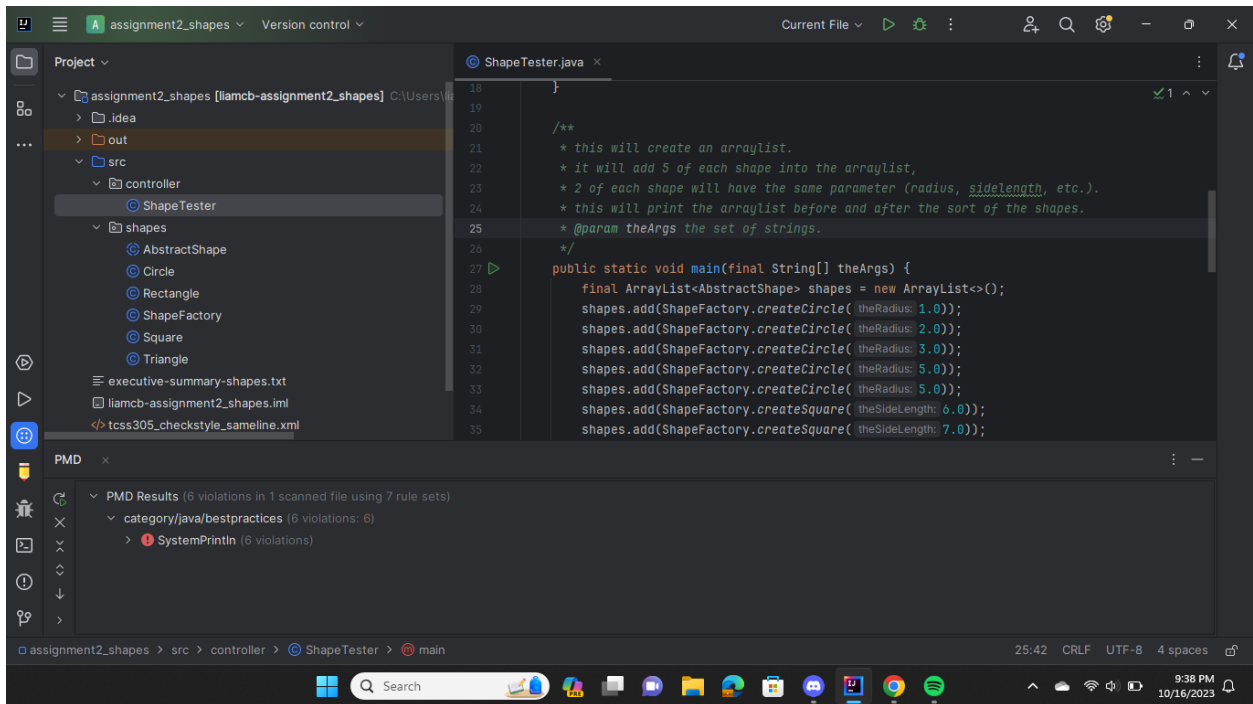 A assignment2_shapes Version control Current File
Project
ShapeTester.java
assignment2_shapes [liamcb-assignment2_shapes] C:\Users\
.idea
out
src
controller
ShapeTester
shapes
AbstractShape
Circle
Rectangle
ShapeFactory
Square
Triangle
executive-summary-shapes.txt
liamcb-assignment2_shapes.iml
tcss305_checkstyle_sameline.xml
1
18 }
19
20 /**
21 * this will create an arraylist.
22 * it will add 5 of each shape into the arraylist,
23 * 2 of each shape will have the same parameter (radius, sidelength, etc.).
24 * this will print the arraylist before and after the sort of the shapes.
25 * @param theArgs the set of strings.
26 */
27 public static void main(final String[] theArgs) {
28 final ArrayList<AbstractShape> shapes = new ArrayList<>();
29 shapes.add(ShapeFactory.createCircle( theRadius: 1.0));
30 shapes.add(ShapeFactory.createCircle( theRadius: 2.0));
31 shapes.add(ShapeFactory.createCircle( theRadius: 3.0));
32 shapes.add(ShapeFactory.createCircle( theRadius: 5.0));
33 shapes.add(ShapeFactory.createCircle( theRadius: 5.0));
34 shapes.add(ShapeFactory.createSquare( theSideLength: 6.0));
35 shapes.add(ShapeFactory.createSquare( theSideLength: 7.0));
PMD
PMD Results (6 violations in 1 scanned file using 7 rule sets)
category/java/bestpractices (6 violations: 6)
SystemPrintln (6 violations)
assignment2_shapes > src > controller > ShapeTester > main 25:42 CRLF UTF-8 4 spaces
Search
9:38 PM
10/16/2023